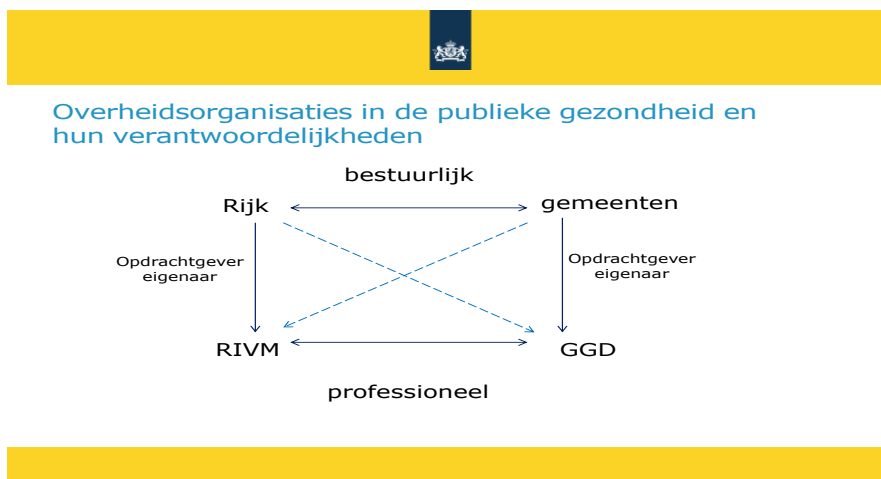 Overheidsorganisaties in de publieke gezondheid en
hun verantwoordelijkheden
bestuurlijk
Rijk
gemeenten
Opdrachtgever
eigenaar
Opdrachtgever
eigenaar
RIVM
GGD
professioneel